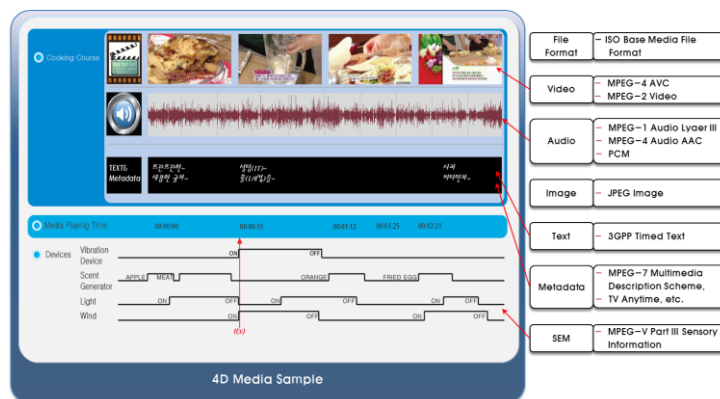 Cooking Course
TEXT&
Metadata
Media Playing Time
00:00:00
00:00:15
00:01:12
00:01:25
00:02:21
Devices
Vibration
Device
ON
OFF
Scent
Generator
APPLE
MEAT
ORANGE
FRIED EGG
Light
ON
OFF
ON
OFF
ON
OFF
Wind
ON
OFF
ON
OFF
t(x)
4D Media Sample
File
Format
– ISO Base Media File
Format
Video
– MPEG-4 AVC
– MPEG-2 Video
Audio
– MPEG-1 Audio Lyaer III
– MPEG-4 Audio AAC
– PCM
Image
– JPEG Image
Text
– 3GPP Timed Text
Metadata
– MPEG-7 Multimedia
Description Scheme,
– TV Anytime, etc.
SEM
– MPEG-V Part III Sensory
Information